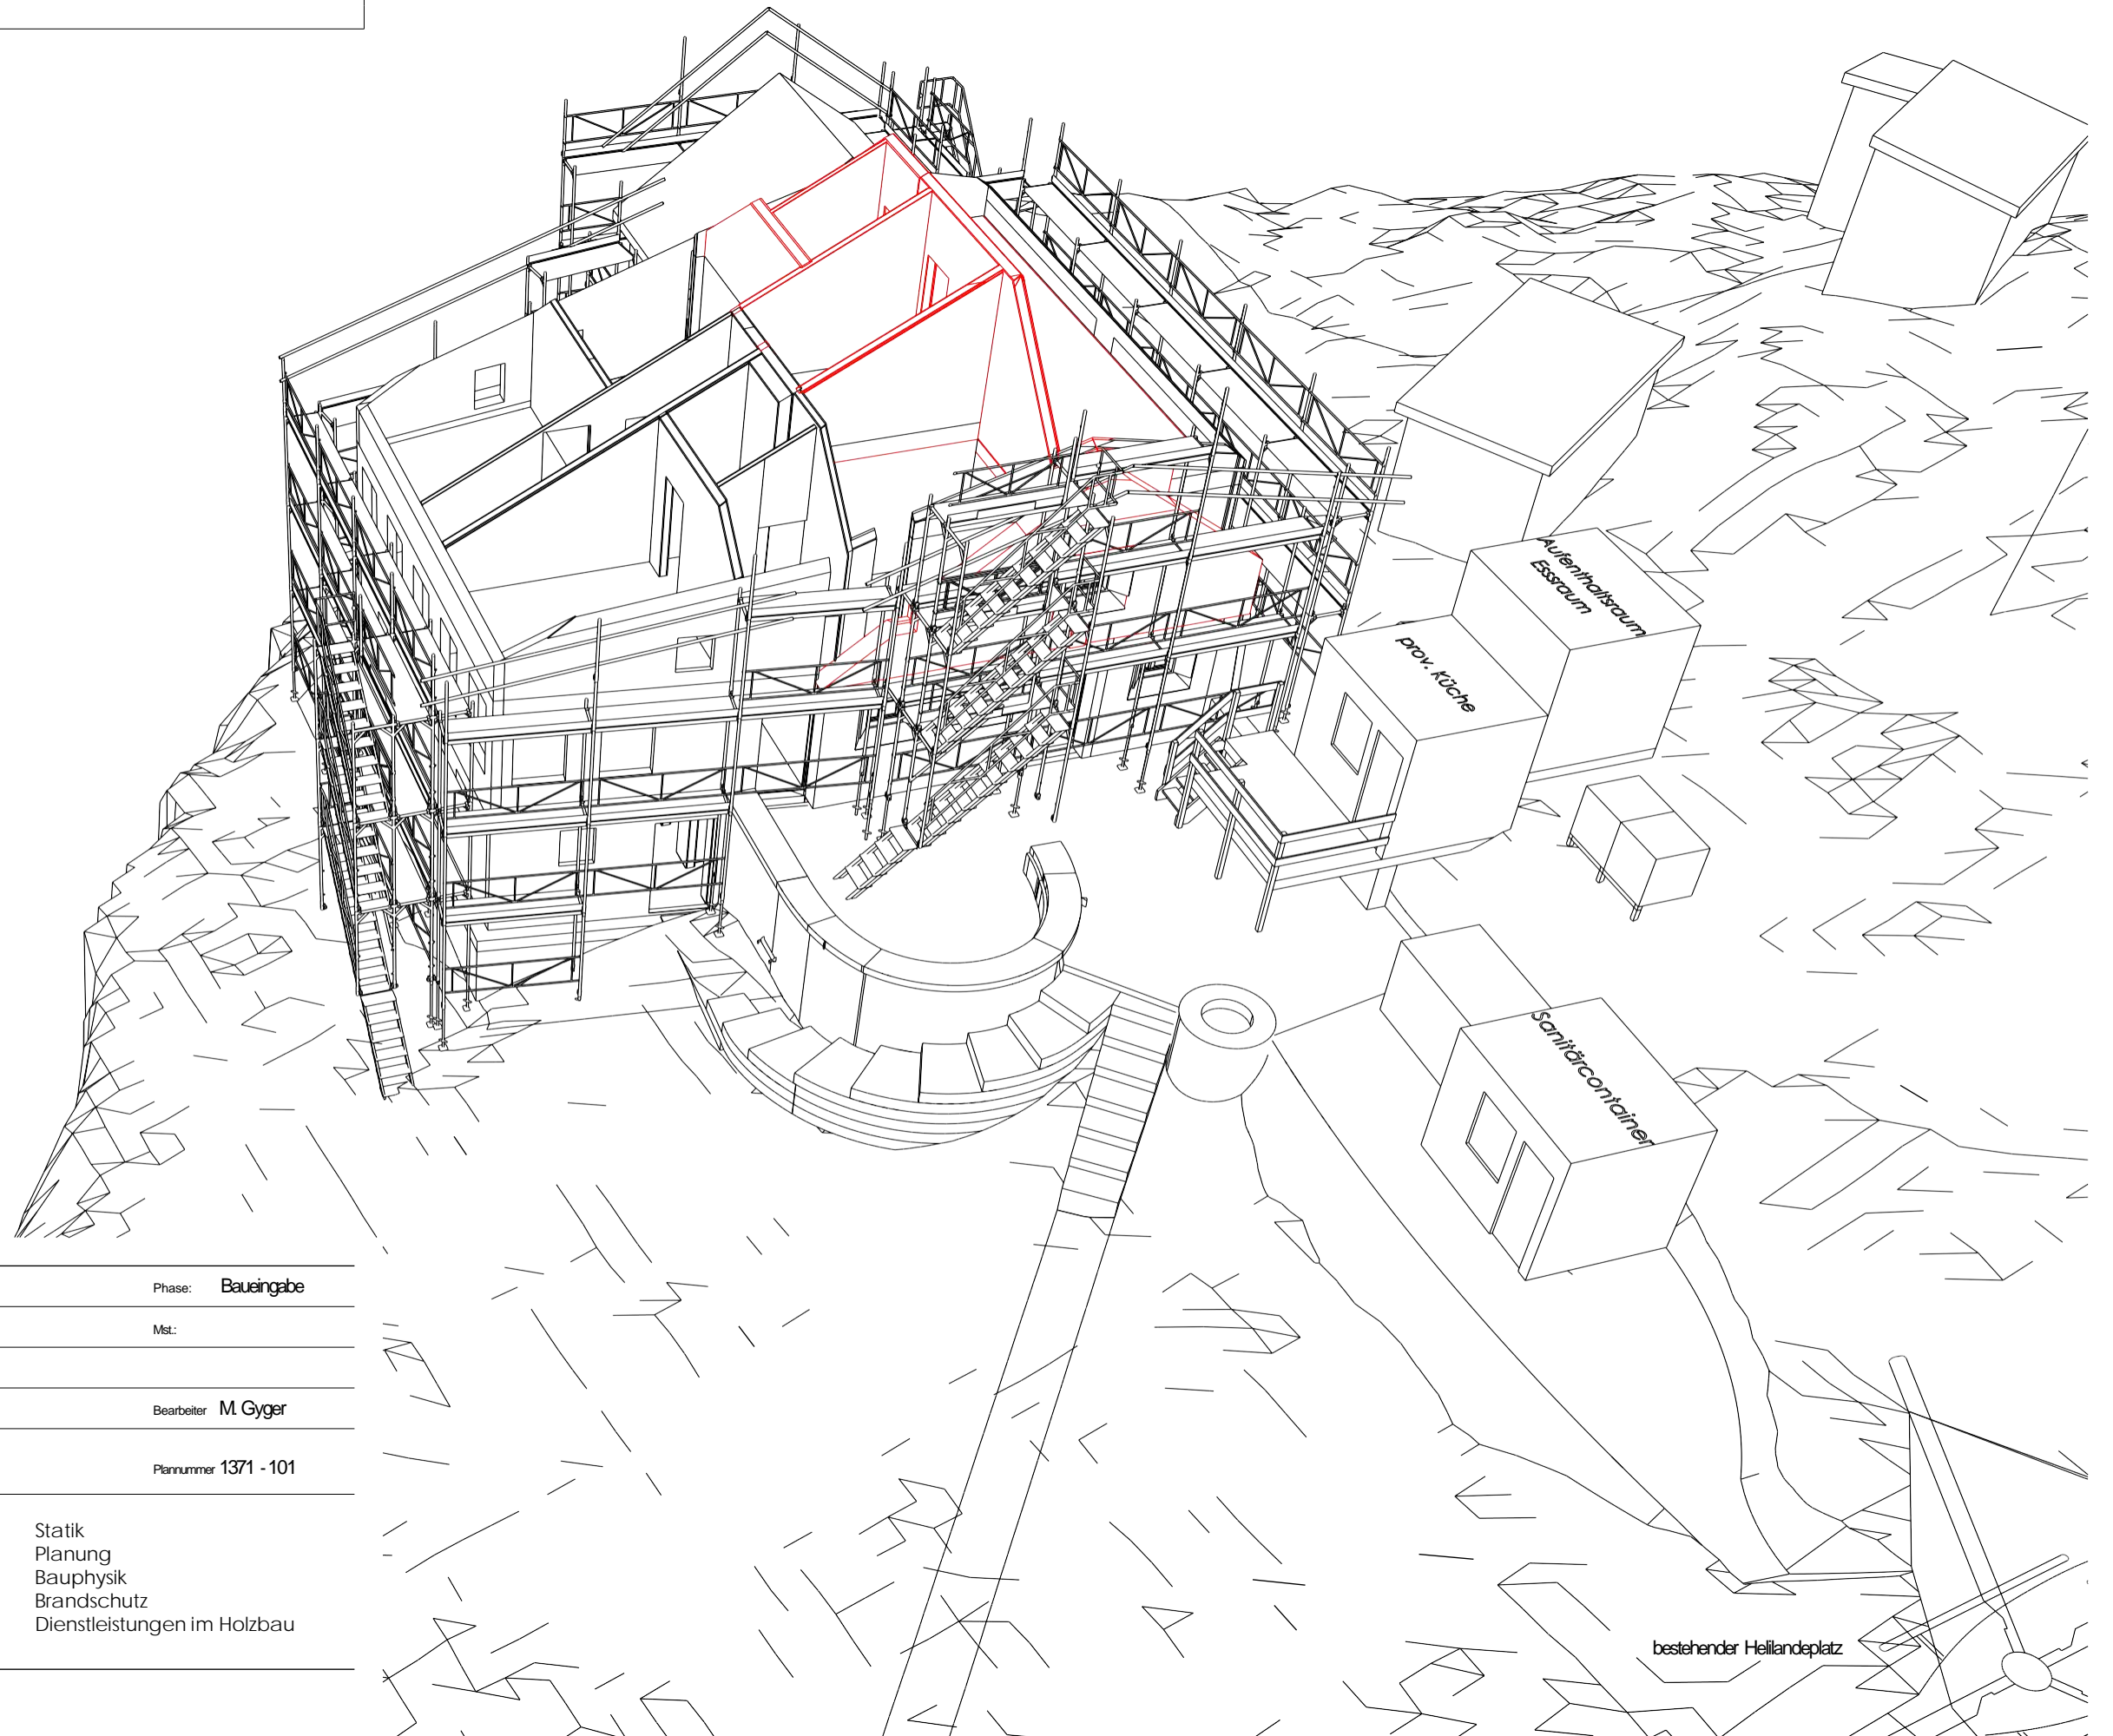 Aufenthaltsraum
Essraum
prov. Küche
Sanitärcontainer
Phase: Baueingabe
Mst.:
Bearbeiter M. Gyger
Plannummer 1371 - 101
Statik
Planung
Bauphysik
Brandschutz
Dienstleistungen im Holzbau
bestehender Helilandeplatz